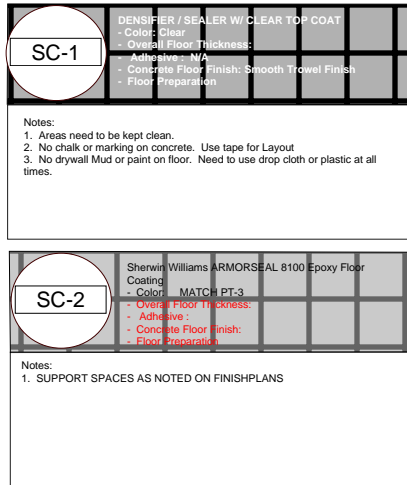 DENSIFIER / SEALER W/ CLEAR TOP COAT
- Color: Clear
- Overall Floor Thickness:
- Adhesive : N/A
- Concrete Floor Finish: Smooth Trowel Finish
- Floor Preparation
SC-1
Notes:
1. Areas need to be kept clean.
2. No chalk or marking on concrete. Use tape for Layout
3. No drywall Mud or paint on floor. Need to use drop cloth or plastic at all
times.
Sherwin Williams ARMORSEAL 8100 Epoxy Floor
Coating
- Color: MATCH PT-3
- Overall Floor Thickness:
- Adhesive :
- Concrete Floor Finish:
- Floor Preparation
SC-2
Notes:
1. SUPPORT SPACES AS NOTED ON FINISHPLANS